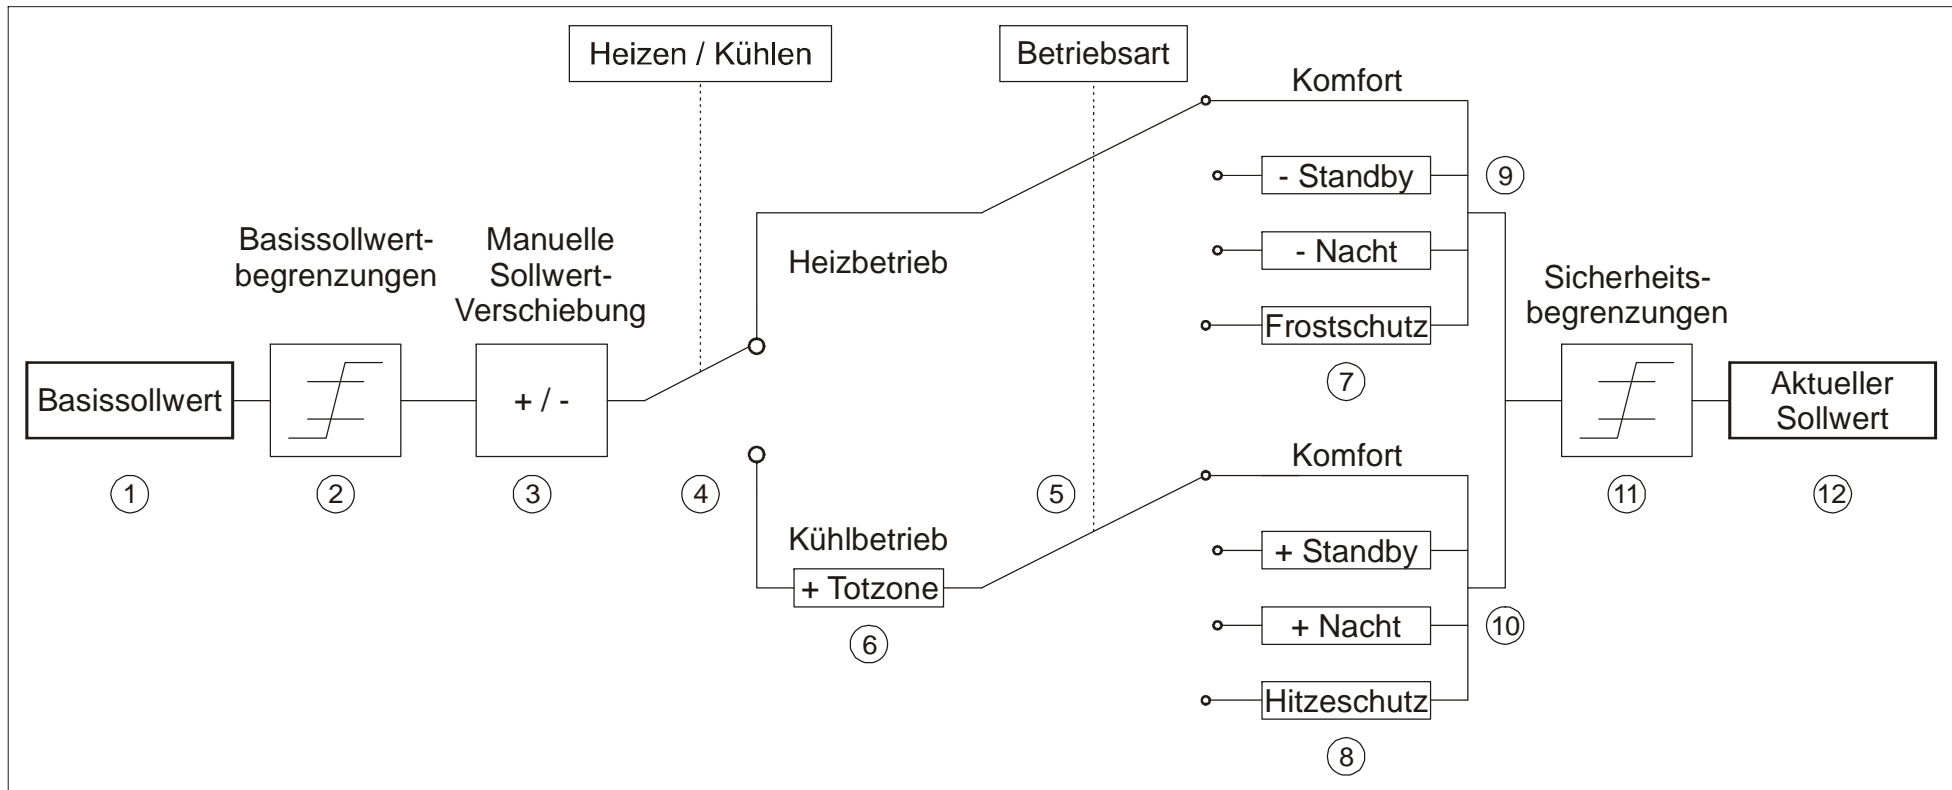 Heizen / Kühlen
Betriebsart
Komfort
- Standby
9
- Nacht
Frostschutz
7
Basissollwert-
begrenzungen
Manuelle
Sollwert-
Verschiebung
Heizbetrieb
Sicherheits-
begrenzungen
Basissollwert
+ / -
Aktueller
Sollwert
1
2
3
4
5
11
12
Komfort
Kühlbetrieb
+ Totzone
6
+ Standby
+ Nacht
10
Hitzeschutz
8